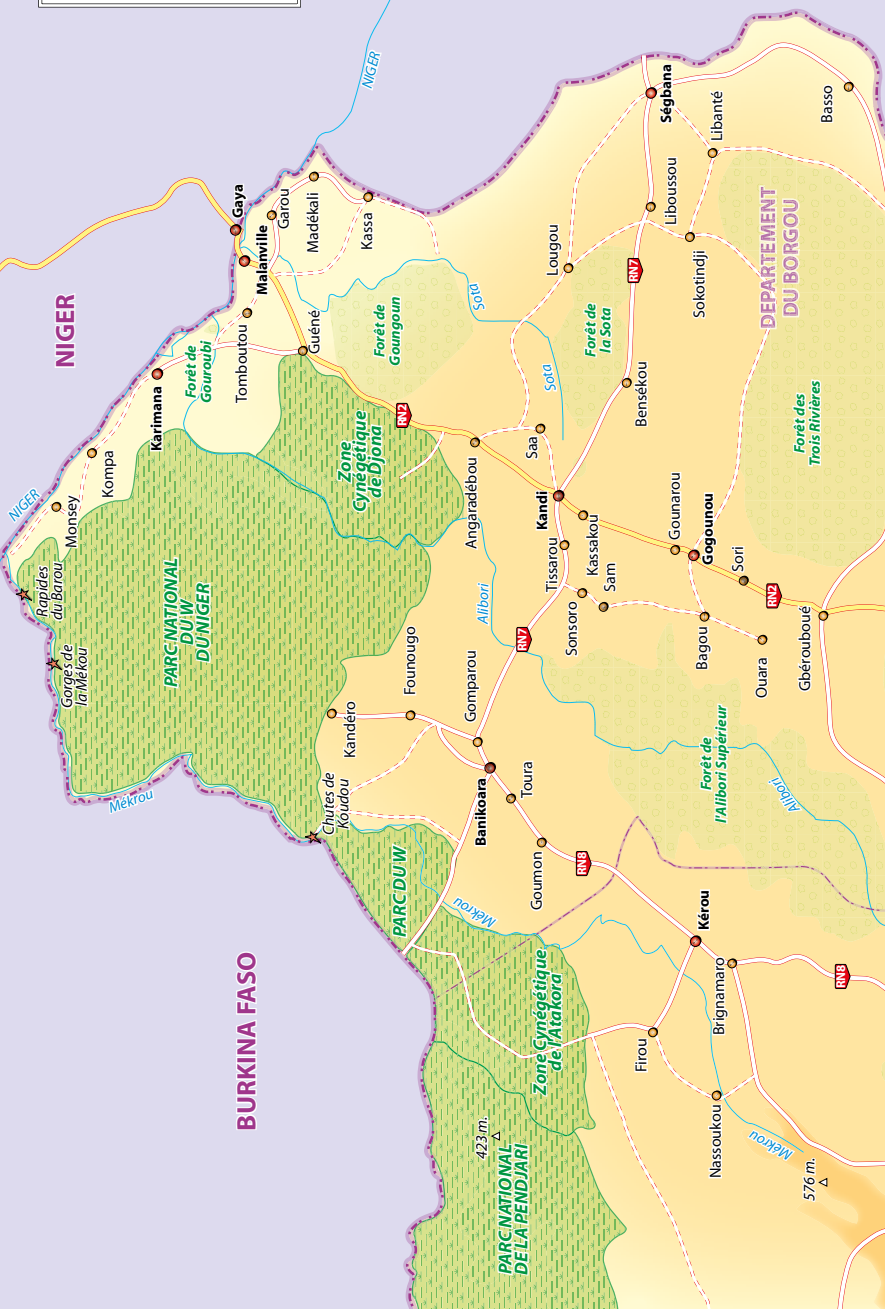 NIGER
NIGER
NIGER
BURKINA FASO
DEPARTEMENT
DU BORGOU
Gaya
Malanville
Garou
Madékali
Kassa
Guéné
Tomboutou
Karimana
Kompa
Monsey
Forêt de
Gouroubi
Forêt de
Goungoun
Sota
Sota
Forêt de
la Sota
Lougou
Ségbana
Libanté
Liboussou
Sokotindji
Basso
RN7
Bensékou
Forêt des
Trois Rivières
RN2
Zone
Cynégétique
de Djona
Angaradébou
Saa
Kandi
Kassakou
Tissarou
Sam
Sonsoro
Gounarou
Gogounou
Sori
RN2
Bagou
Ouara
Gbérouboué
Rapides
du Barou
Gorges de
la Mékou
PARC NATIONAL
DU W
DU NIGER
Mékrou
Alibori
RN7
Founougo
Kandéro
Gomparou
Banikoara
Toura
Goumon
RN8
Chutes de
Koudou
PARC DU W
Mékrou
Forêt de
l'Alibori Supérieur
Alibori
Kérou
Brignamaro
RN8
Firou
Nassoukou
Mékrou
576 m.
Zone Cynégétique
de l'Atakora
423 m.
PARC NATIONAL
DE LA PENDJARI